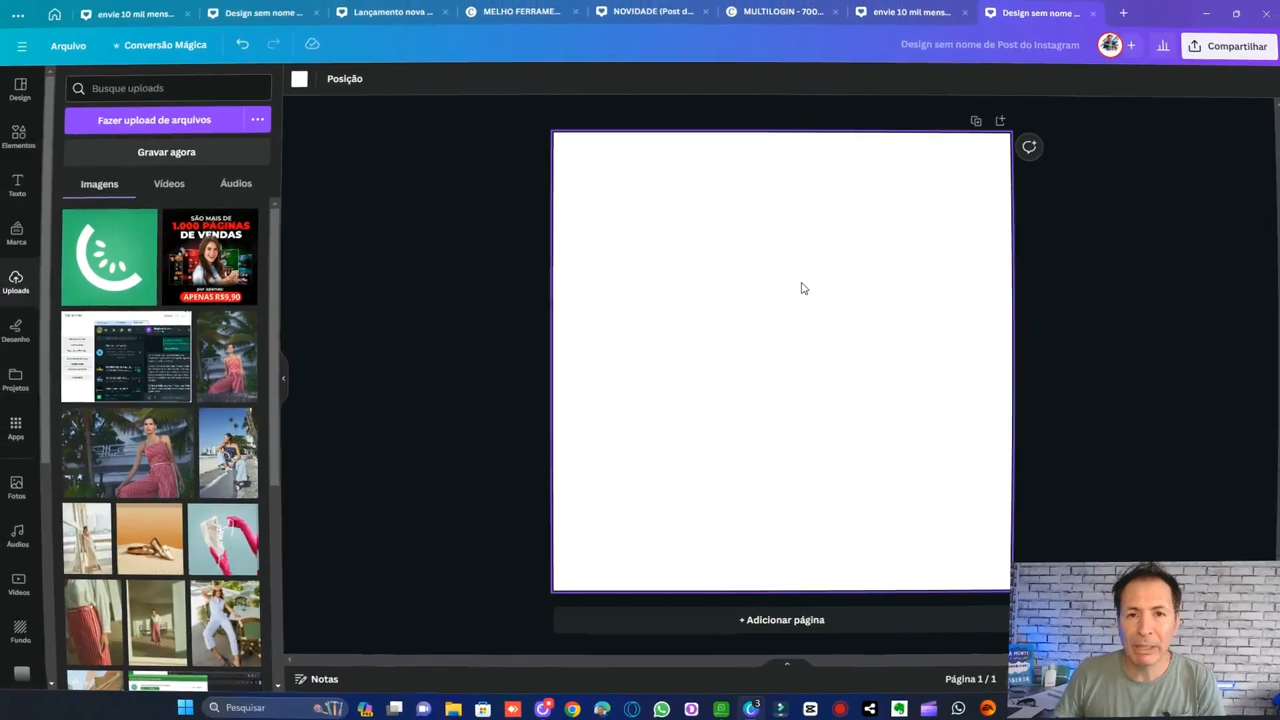 envie 10 mil mens...
Design sem nome ...
Lançamento nova ...
MELHO FERRAME...
NOVIDADE (Post d...
MULTILOGIN - 700...
envie 10 mil mens...
Design sem nome ...
Arquivo
Conversão Mágica
Design sem nome de Post do Instagram
Compartilhar
Design
Elementos
Texto
Marca
Uploads
Desenho
Projetos
Apps
Fotos
Áudios
Vídeos
Fundo
Busque uploads
Fazer upload de arquivos
Gravar agora
Imagens
Vídeos
Áudios
SÃO MAIS DE
1.000 PÁGINAS
DE VENDAS
por apenas:
APENAS R$9,90
Posição
+ Adicionar página
Notas
Página 1 / 1
Pesquisar